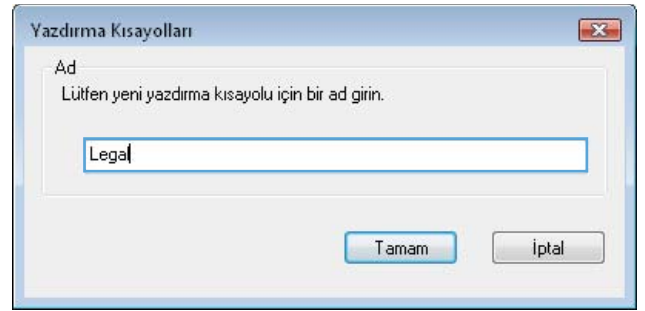 Yazdırma Kısayolları
Ad
Lütfen yeni yazdırma kısayolu için bir ad girin.
Legal
Tamam İptal